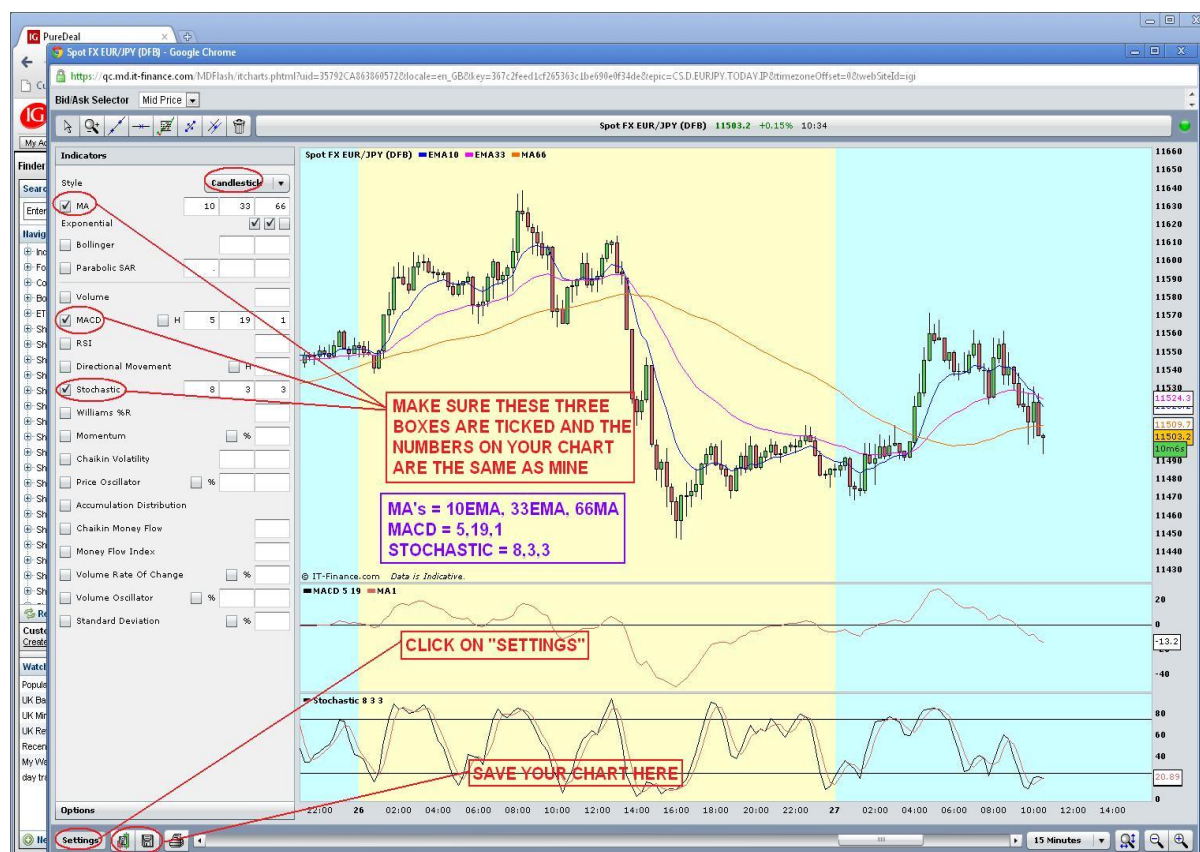 PureDeal
Spot FX EUR/JPY (DFB) - Google Chrome
https://qc.md.it-finance.com/MDFlash/itcharts.phtml?uid=35792CA863860572&locale=en_GB&key=367c2feed1cf265363c1be690e0f34de&epic=CS.D.EURJPY.TODAY.IP&timezoneOffset=0&webSiteId=igi
Bid/Ask Selector Mid Price
IG
Spot FX EUR/JPY (DFB) 11503.2 +0.15% 10:34
Indicators
Style Candlestick
MA 10 33 66
Exponential
Bollinger
Parabolic SAR
Volume
MACD H 5 19 1
RSI
Directional Movement H
Stochastic 8 3 3
Williams %R
Momentum %
Chaikin Volatility
Price Oscillator %
Accumulation Distribution
Chaikin Money Flow
Money Flow Index
Volume Rate Of Change %
Volume Oscillator %
Standard Deviation %
Options
Settings
Finder
Spot FX EUR/JPY (DFB) EMA10 EMA33 MA66
11660
11650
11640
11630
11620
11610
11600
11590
11580
11570
11560
11550
11540
11530
11524.3
11509.7
11503.2
10m6s
11490
11480
11470
11460
11450
11440
11430
MAKE SURE THESE THREE
BOXES ARE TICKED AND THE
NUMBERS ON YOUR CHART
ARE THE SAME AS MINE
MA's = 10EMA, 33EMA, 66MA
MACD = 5,19,1
STOCHASTIC = 8,3,3
© IT-Finance.com Data is Indicative.
MACD 5 19 MA1
20
0
-13.2
-40
CLICK ON "SETTINGS"
Stochastic 8 3 3
80
60
40
20.89
0
SAVE YOUR CHART HERE
22:00 26 02:00 04:00 06:00 08:00 10:00 12:00 14:00 16:00 18:00 20:00 22:00 27 02:00 04:00 06:00 08:00 10:00 12:00 14:00
15 Minutes